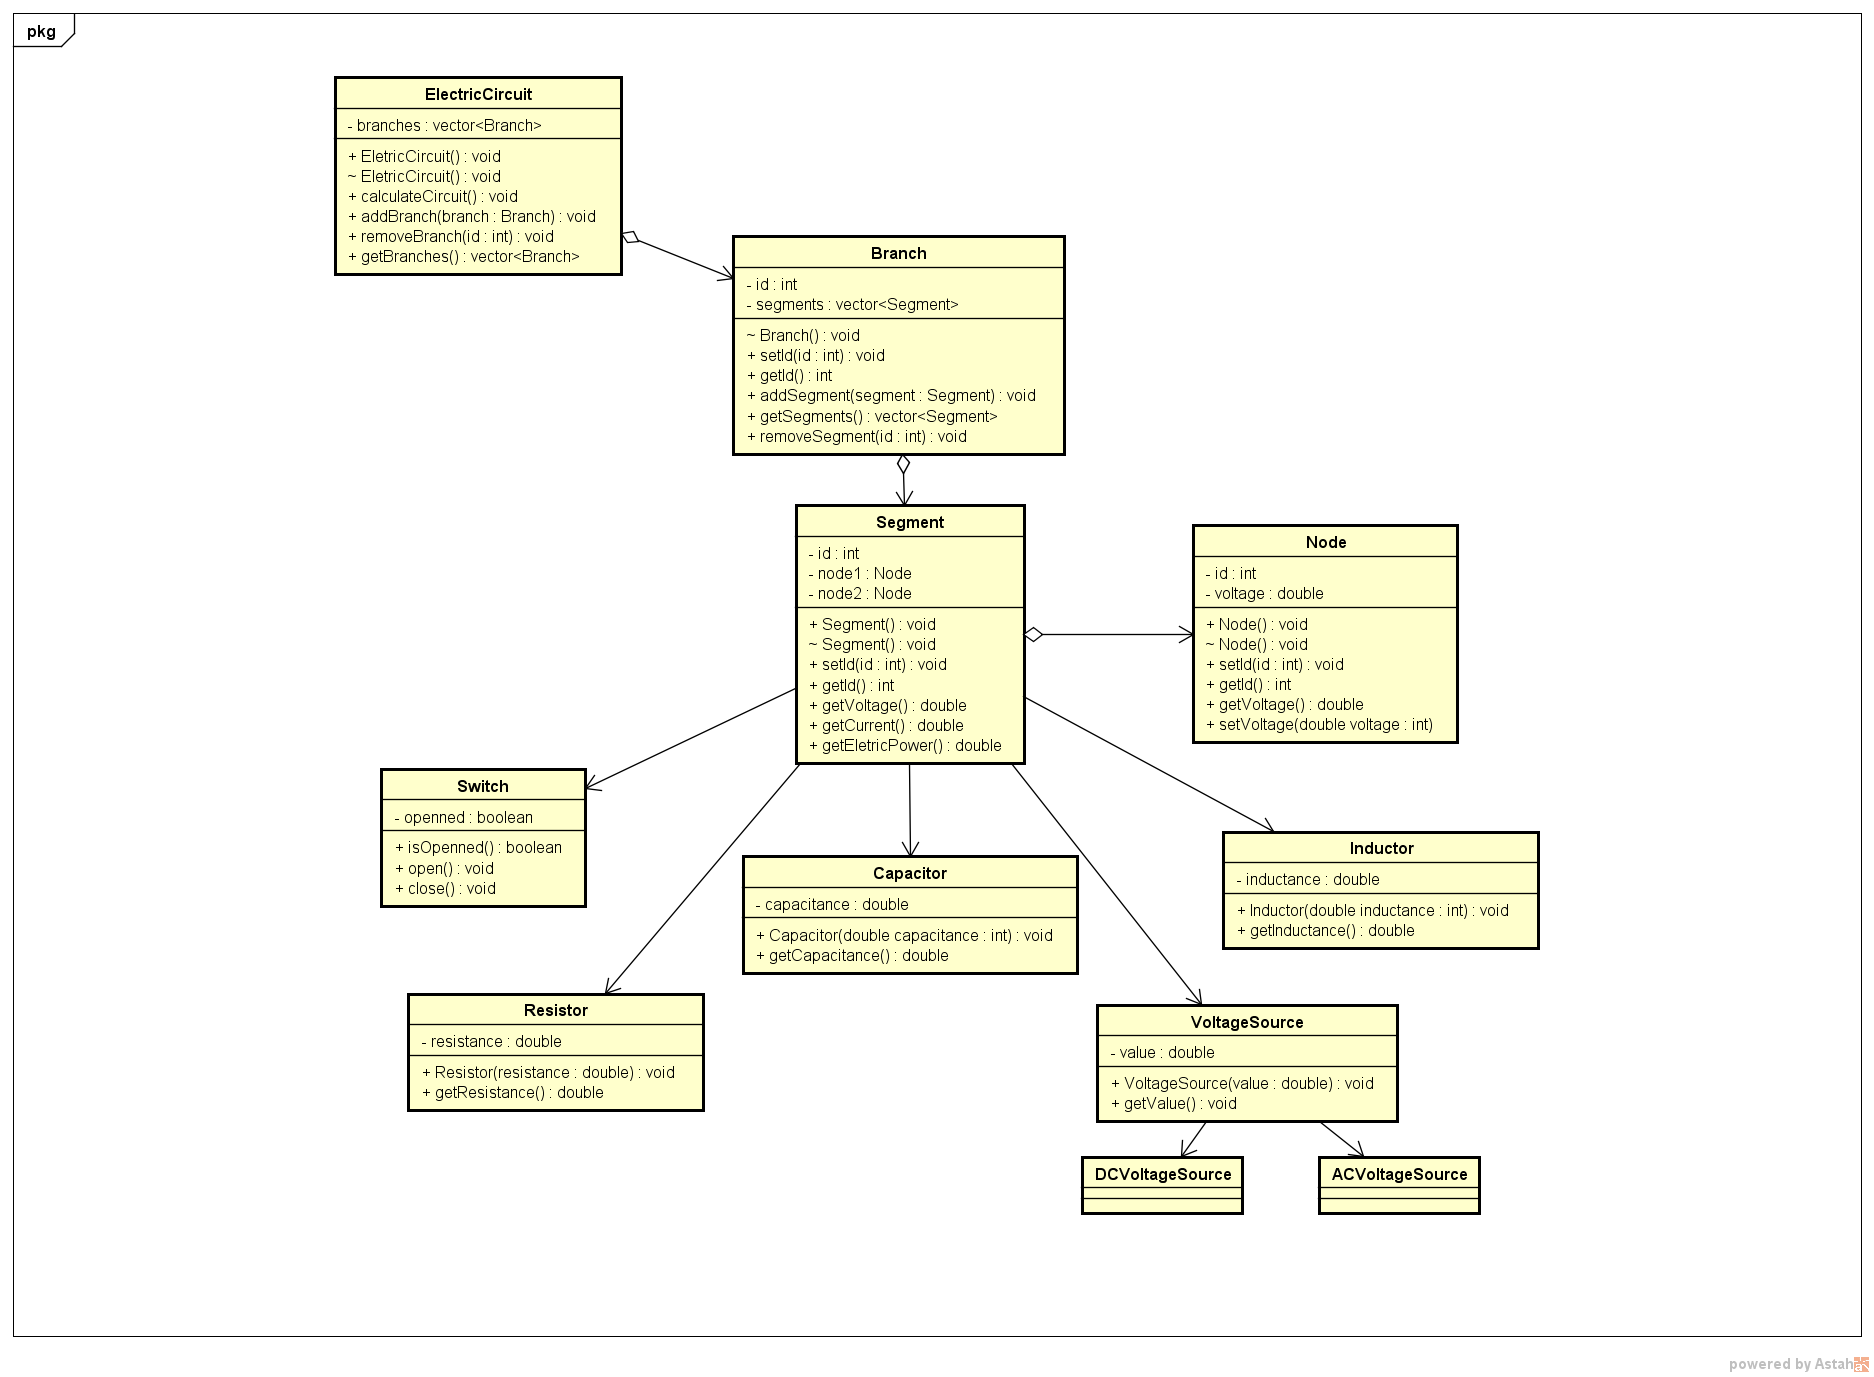 pkg
ElectricCircuit
- branches : vector<Branch>
+ EletricCircuit() : void
~ EletricCircuit() : void
+ calculateCircuit() : void
+ addBranch(branch : Branch) : void
+ removeBranch(id : int) : void
+ getBranches() : vector<Branch>
Branch
- id : int
- segments : vector<Segment>
~ Branch() : void
+ setId(id : int) : void
+ getId() : int
+ addSegment(segment : Segment) : void
+ getSegments() : vector<Segment>
+ removeSegment(id : int) : void
Segment
- id : int
- node1 : Node
- node2 : Node
+ Segment() : void
~ Segment() : void
+ setId(id : int) : void
+ getId() : int
+ getVoltage() : double
+ getCurrent() : double
+ getEletricPower() : double
Node
- id : int
- voltage : double
+ Node() : void
~ Node() : void
+ setId(id : int) : void
+ getId() : int
+ getVoltage() : double
+ setVoltage(double voltage : int)
Switch
- openned : boolean
+ isOpenned() : boolean
+ open() : void
+ close() : void
Capacitor
- capacitance : double
+ Capacitor(double capacitance : int) : void
+ getCapacitance() : double
Inductor
- inductance : double
+ Inductor(double inductance : int) : void
+ getInductance() : double
Resistor
- resistance : double
+ Resistor(resistance : double) : void
+ getResistance() : double
VoltageSource
- value : double
+ VoltageSource(value : double) : void
+ getValue() : void
DCVoltageSource
ACVoltageSource
powered by Astah